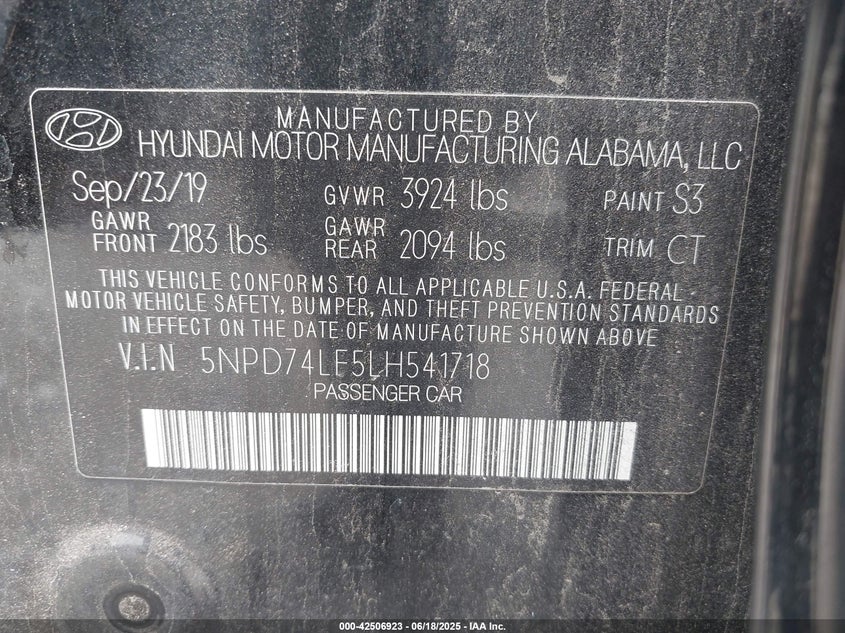 MANUFACTURED BY
HYUNDAI MOTOR MANUFACTURING ALABAMA, LLC
Sep/23/19 GVWR 3924 lbs PAINT S3
GAWR FRONT 2183 lbs GAWR REAR 2094 lbs TRIM CT
THIS VEHICLE CONFORMS TO ALL APPLICABLE U.S.A. FEDERAL
MOTOR VEHICLE SAFETY, BUMPER, AND THEFT PREVENTION STANDARDS
IN EFFECT ON THE DATE OF MANUFACTURE SHOWN ABOVE
V.I.N 5NPD74LF5LH541718
PASSENGER CAR
000-42506923 - 06/18/2025 - IAA Inc.